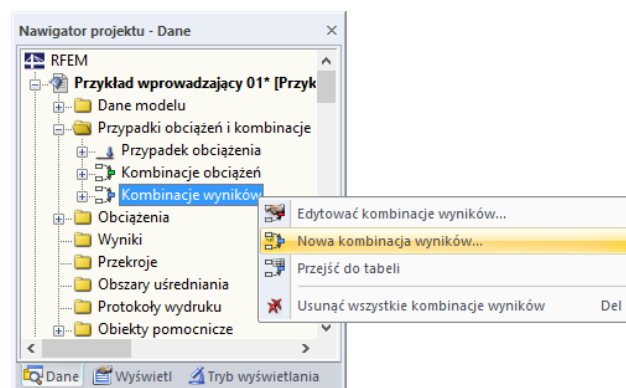 Nawigator projektu - Dane
RFEM
Przykład wprowadzający 01* [Przyk
Dane modelu
Przypadki obciążeń i kombinacje
Przypadek obciążenia
Kombinacje obciążeń
Kombinacje wyników
Obciążenia
Wyniki
Przekroje
Obszary uśredniania
Protokoły wydruku
Obiekty pomocnicze
Edytować kombinacje wyników...
Nowa kombinacja wyników...
Przejść do tabeli
Usunąć wszystkie kombinacje wyników Del
Dane Wyświetl Tryb wyświetlania